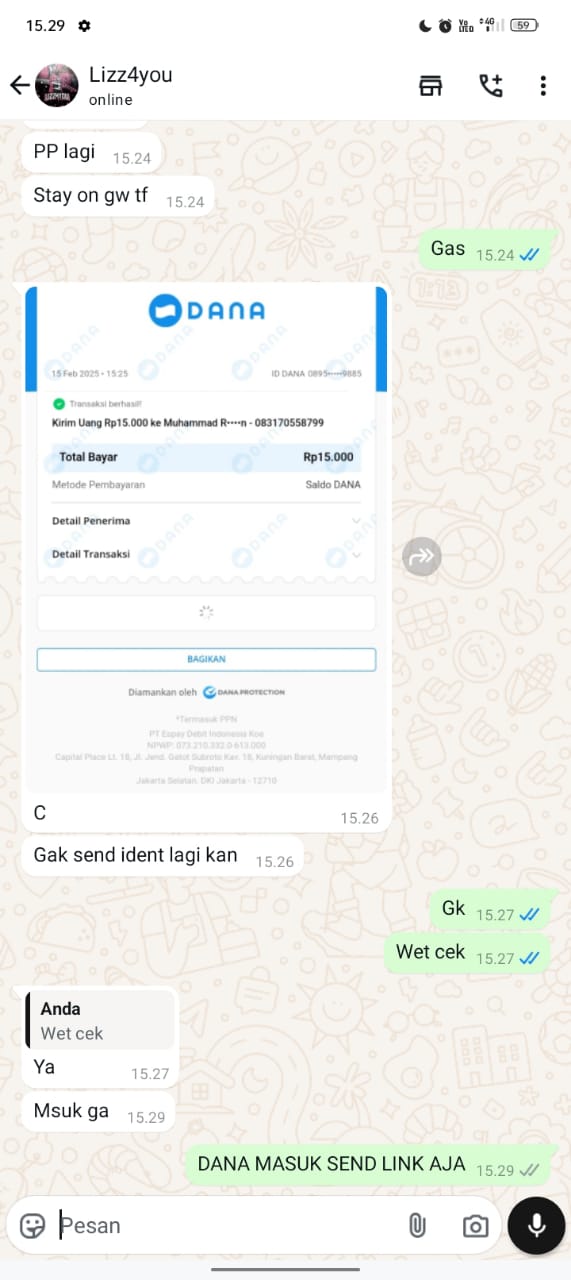 15.29
Vo
LTE
4G
59
Lizz4you
online
PP lagi 15.24
Stay on gw tf 15.24
Gas 15.24
DANA
15 Feb 2025 • 15:25 ID DANA 0895•••••9885
Transaksi berhasil!
Kirim Uang Rp15.000 ke Muhammad R••••n - 083170558799
Total Bayar Rp15.000
Metode Pembayaran Saldo DANA
Detail Penerima
Detail Transaksi
BAGIKAN
Diamankan oleh DANA PROTECTION
*Termasuk PPN
PT Espay Debit Indonesia Koe
NPWP: 073.210.332.0-613.000
Capital Place Lt. 18, Jl. Jend. Gatot Subroto Kav. 18, Kuningan Barat, Mampang
Prapatan
Jakarta Selatan, DKI Jakarta - 12710
C 15.26
Gak send ident lagi kan 15.26
Gk 15.27
Wet cek 15.27
Anda
Wet cek
Ya 15.27
Msuk ga 15.29
DANA MASUK SEND LINK AJA 15.29
Pesan